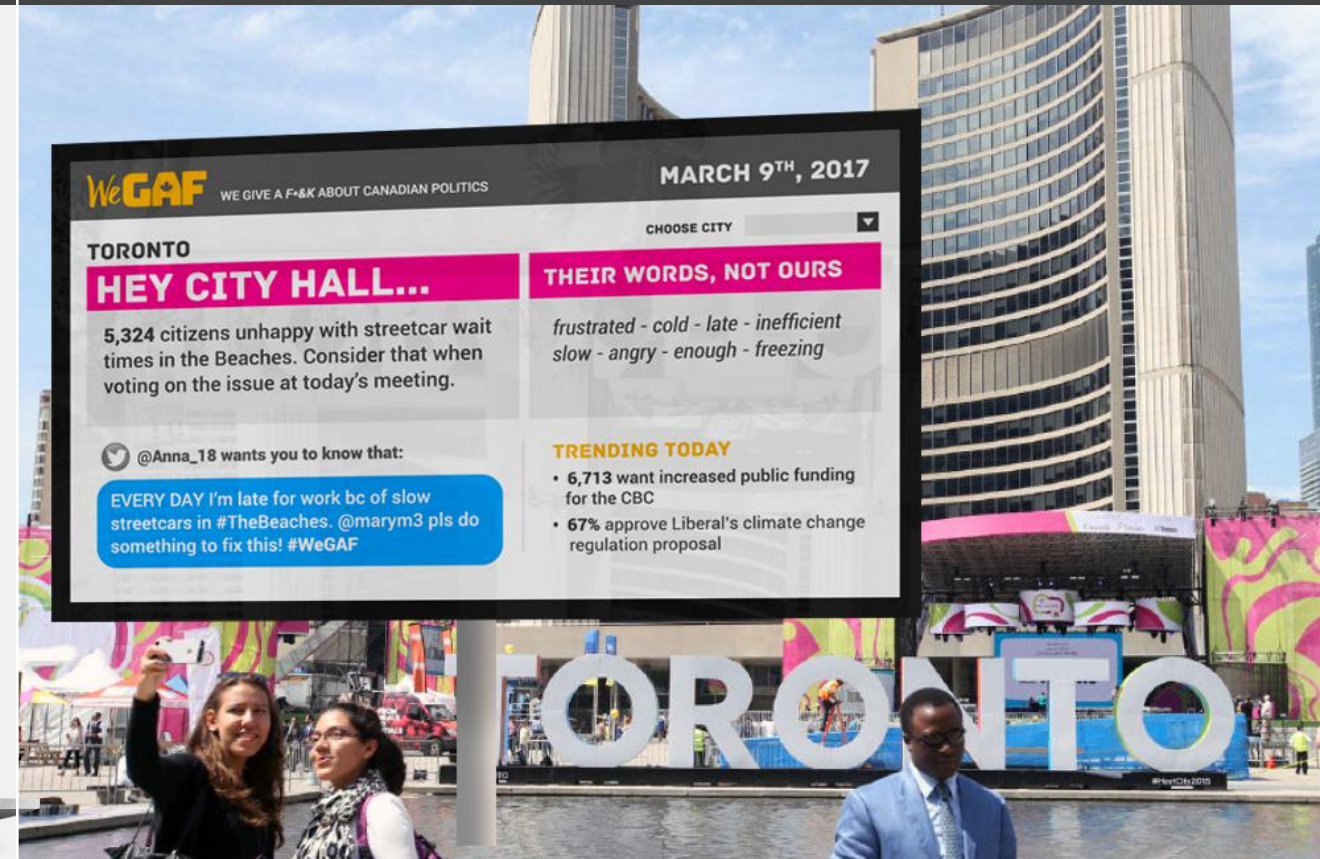 WeGAF WE GIVE A F*&K ABOUT CANADIAN POLITICS
MARCH 9TH, 2017
CHOOSE CITY
TORONTO
HEY CITY HALL...
5,324 citizens unhappy with streetcar wait
times in the Beaches. Consider that when
voting on the issue at today's meeting.
THEIR WORDS, NOT OURS
frustrated - cold - late - inefficient
slow - angry - enough - freezing
@Anna_18 wants you to know that:
EVERY DAY I'm late for work bc of slow
streetcars in #TheBeaches. @marym3 pls do
something to fix this! #WeGAF
TRENDING TODAY
• 6,713 want increased public funding
for the CBC
• 67% approve Liberal's climate change
regulation proposal
TORONTO
#HostCity2015